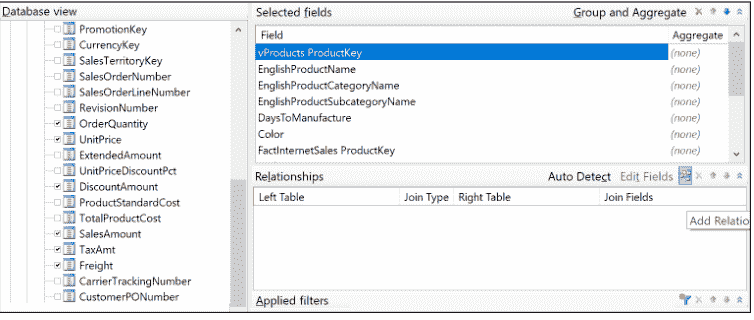 Database view
PromotionKey
CurrencyKey
SalesTerritoryKey
SalesOrderNumber
SalesOrderLineNumber
RevisionNumber
OrderQuantity
UnitPrice
ExtendedAmount
UnitPriceDiscountPct
DiscountAmount
ProductStandardCost
TotalProductCost
SalesAmount
TaxAmt
Freight
CarrierTrackingNumber
CustomerPONumber
Selected fields Group and Aggregate
Field Aggregate
vProducts ProductKey (none)
EnglishProductName (none)
EnglishProductCategoryName (none)
EnglishProductSubcategoryName (none)
DaysToManufacture (none)
Color (none)
FactInternetSales ProductKey (none)
Relationships Auto Detect Edit Fields
Left Table Join Type Right Table Join Fields
Add Relatio
Applied filters